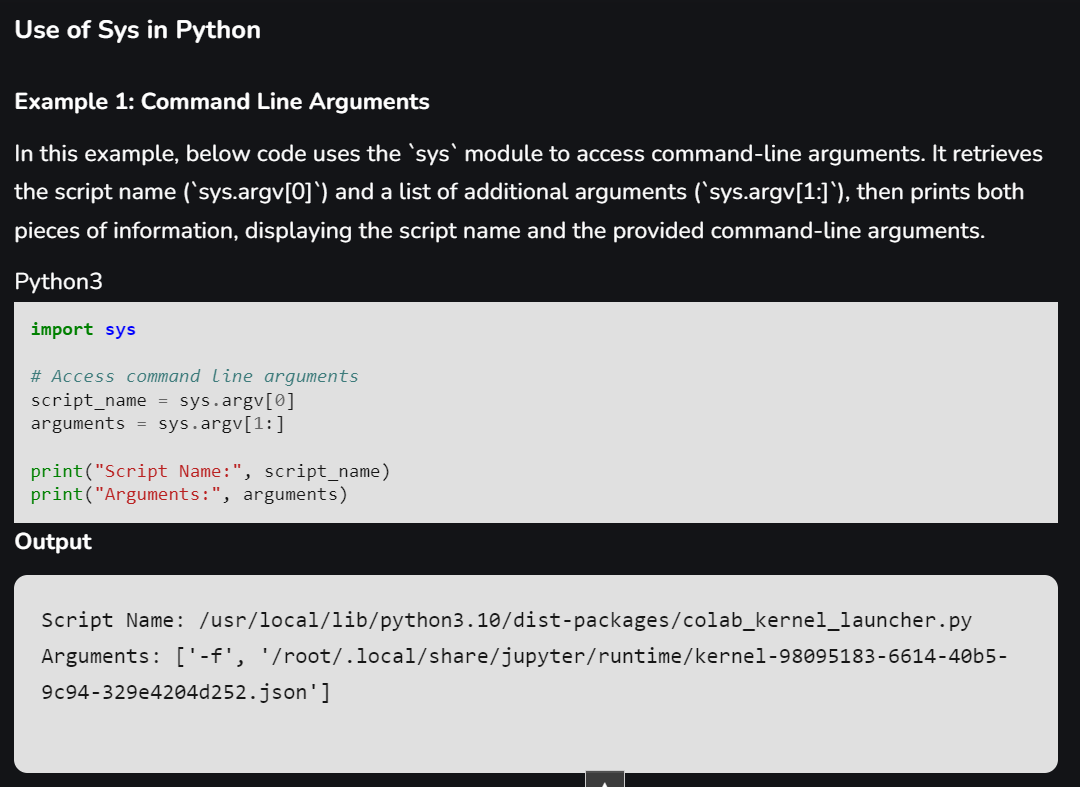 Use of Sys in Python
Example 1: Command Line Arguments
In this example, below code uses the `sys` module to access command-line arguments. It retrieves
the script name (`sys.argv[0]`) and a list of additional arguments (`sys.argv[1:]`), then prints both
pieces of information, displaying the script name and the provided command-line arguments.
Python3
import sys
# Access command line arguments
script_name = sys.argv[0]
arguments = sys.argv[1:]
print("Script Name:", script_name)
print("Arguments:", arguments)
Output
Script Name: /usr/local/lib/python3.10/dist-packages/colab_kernel_launcher.py
Arguments: ['-f', '/root/.local/share/jupyter/runtime/kernel-98095183-6614-40b5-
9c94-329e4204d252.json']